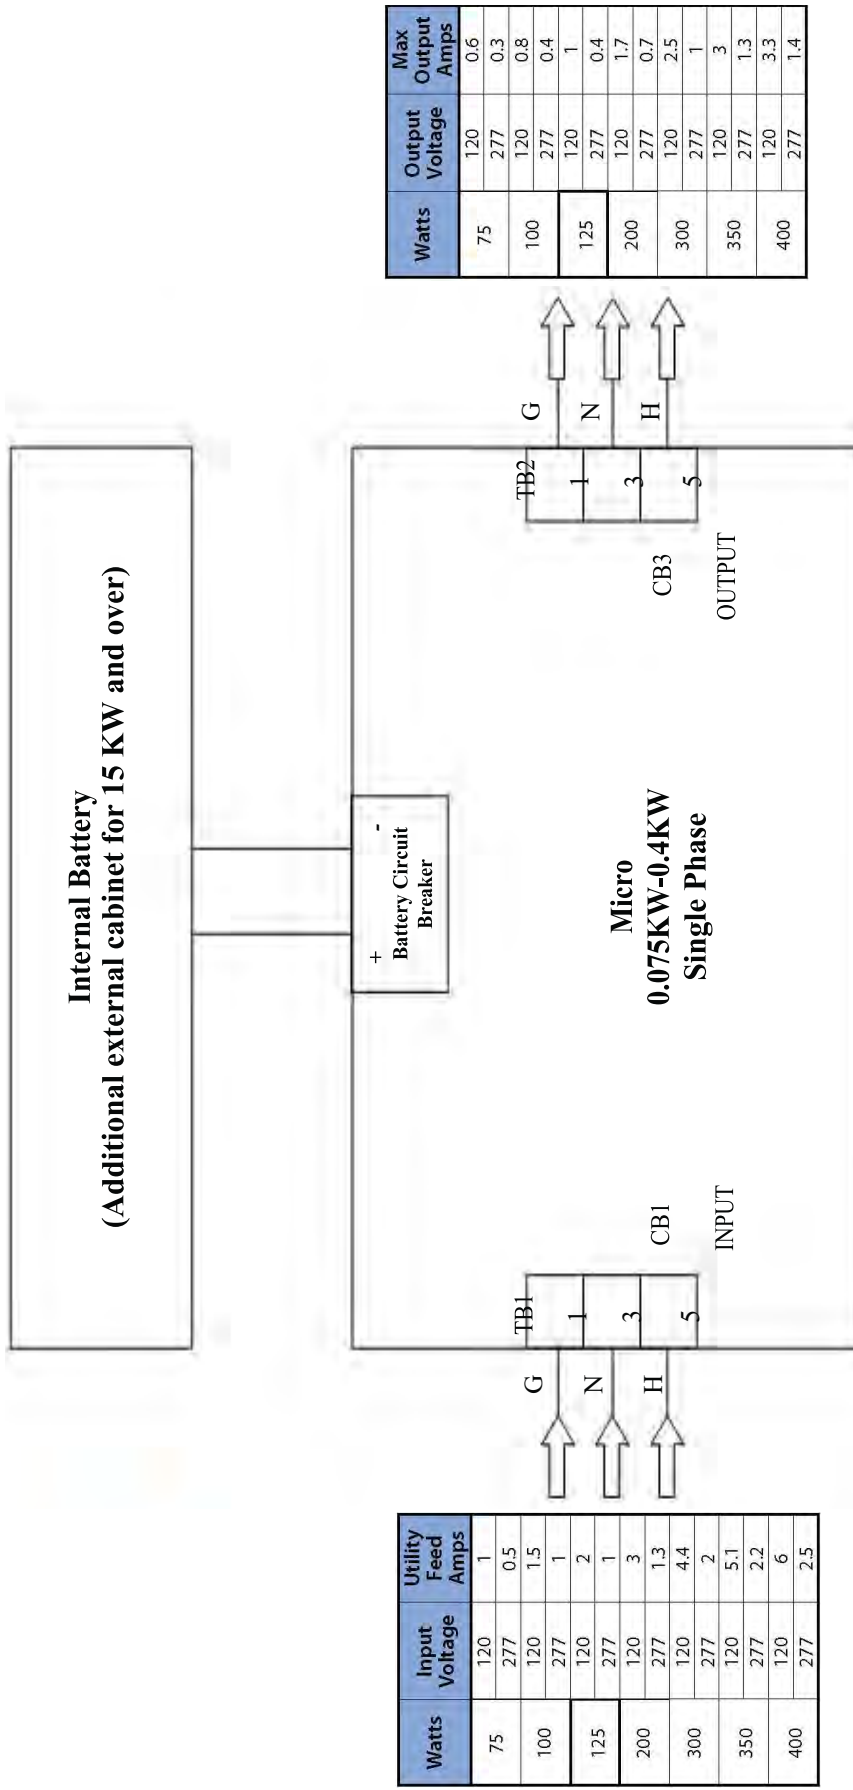 Internal Battery
(Additional external cabinet for 15 KW and over)
+ -
Battery Circuit
Breaker
Watts Input Voltage Utility Feed Amps
75 120 1
277 0.5
100 120 1.5
277 1
125 120 2
277 1
200 120 3
277 1.3
300 120 4.4
277 2
350 120 5.1
277 2.2
400 120 6
277 2.5
G
N
H
TB1
1
3
5
CB1
INPUT
Micro
0.075KW-0.4KW
Single Phase
TB2
1
3
5
CB3
OUTPUT
G
N
H
Watts Output Voltage Max Output Amps
75 120 0.6
277 0.3
100 120 0.8
277 0.4
125 120 1
277 0.4
200 120 1.7
277 0.7
300 120 2.5
277 1
350 120 3
277 1.3
400 120 3.3
277 1.4